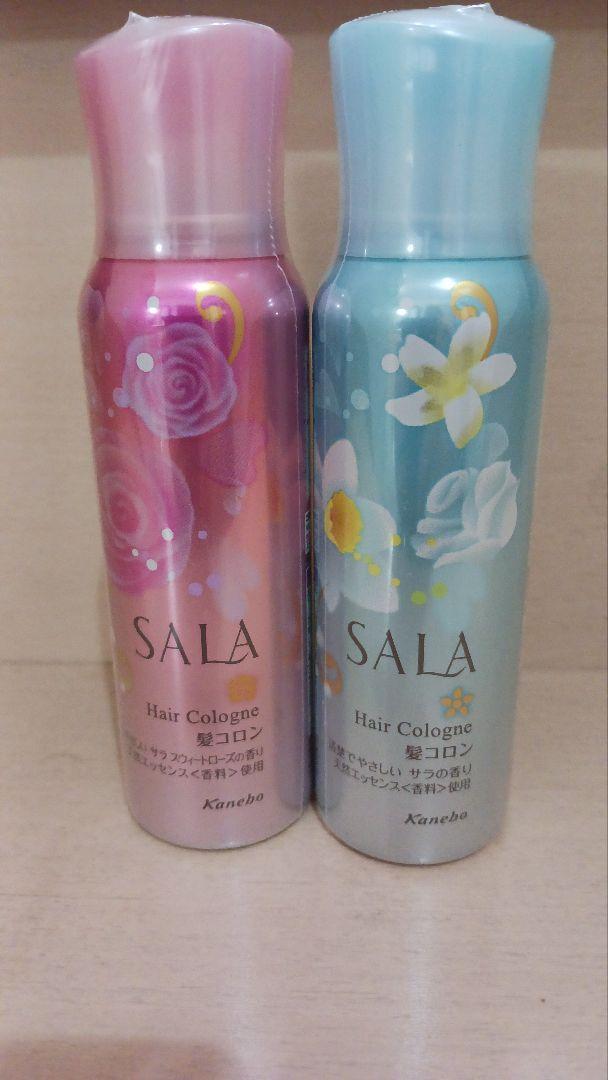 SALA
Hair Cologne
髪コロン
サラ スウィートローズの香り
天然エッセンス<香料>使用
Kanebo
SALA
Hair Cologne
髪コロン
清楚でやさしい サラの香り
天然エッセンス<香料>使用
Kanebo